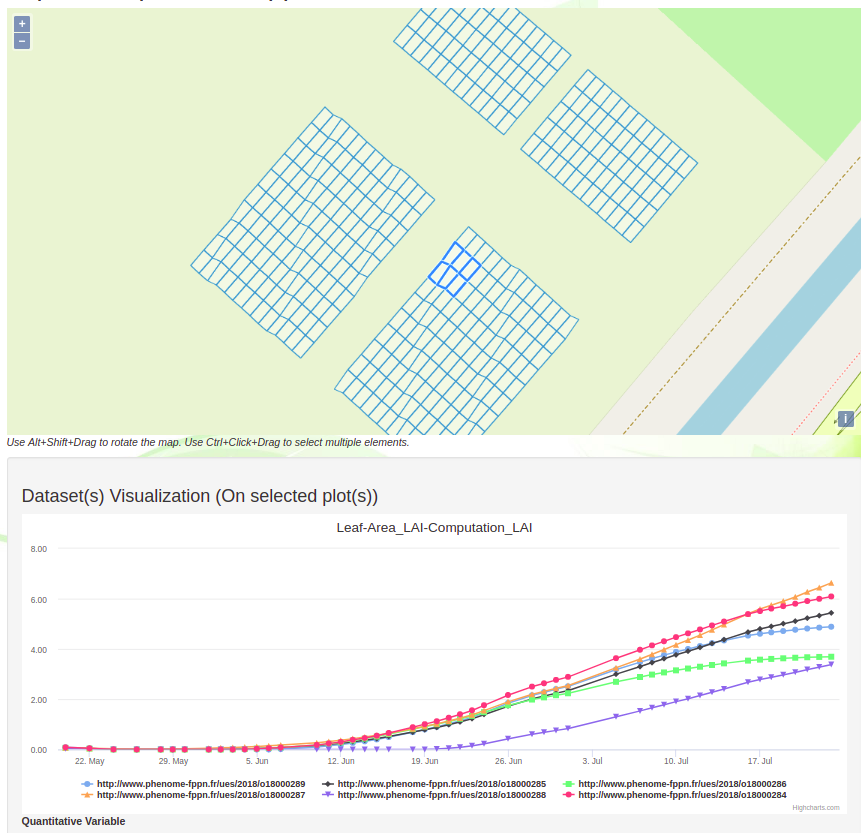 +
−
i
Use Alt+Shift+Drag to rotate the map. Use Ctrl+Click+Drag to select multiple elements.
Dataset(s) Visualization (On selected plot(s))
Leaf-Area_LAI-Computation_LAI
8.00
6.00
4.00
2.00
0.00
22. May 29. May 5. Jun 12. Jun 19. Jun 26. Jun 3. Jul 10. Jul 17. Jul
http://www.phenome-fppn.fr/ues/2018/o18000289 http://www.phenome-fppn.fr/ues/2018/o18000285 http://www.phenome-fppn.fr/ues/2018/o18000286
http://www.phenome-fppn.fr/ues/2018/o18000287 http://www.phenome-fppn.fr/ues/2018/o18000288 http://www.phenome-fppn.fr/ues/2018/o18000284
Highcharts.com
Quantitative Variable